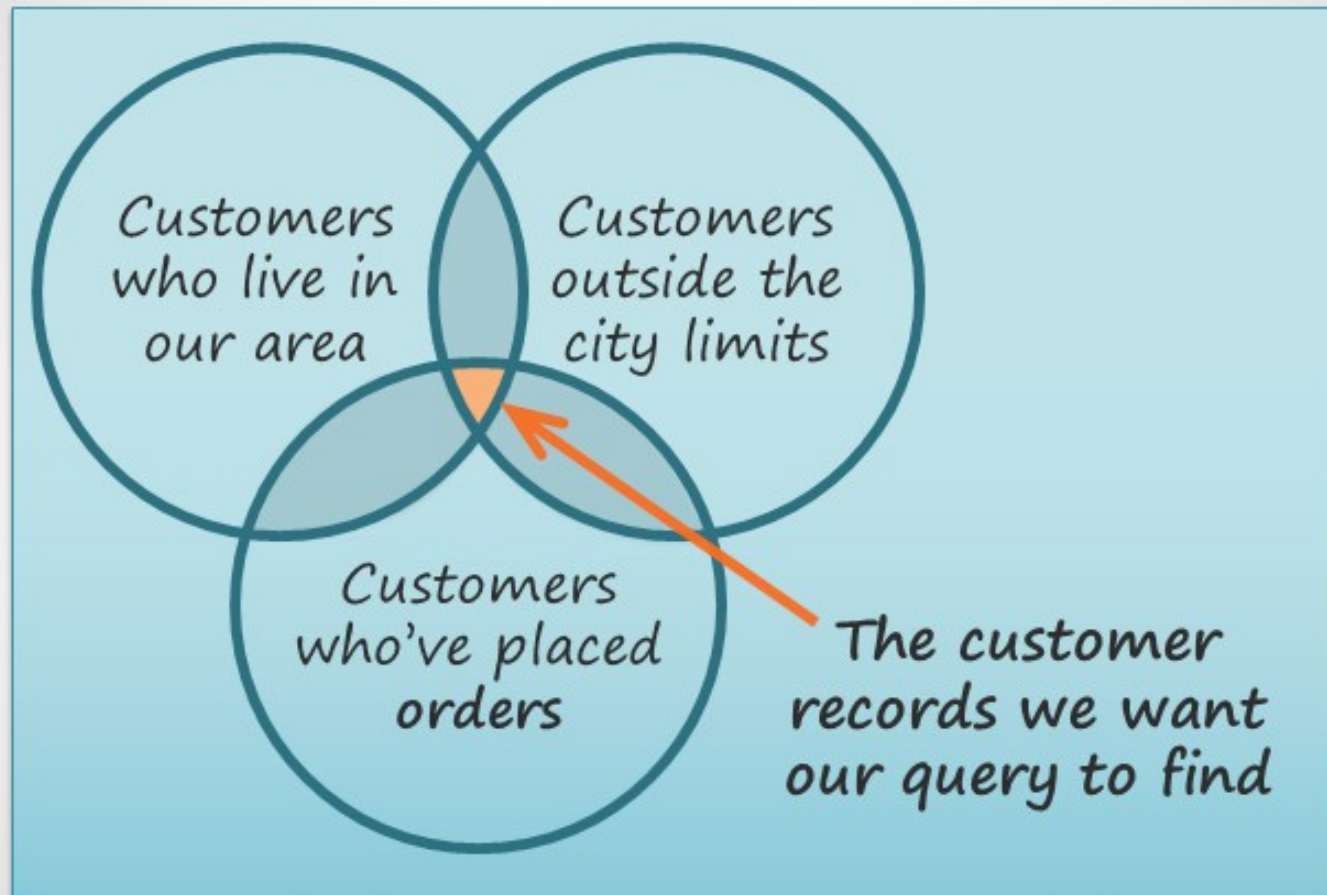 Customers
who live in
our area
Customers
outside the
city limits
Customers
who've placed
orders
The customer
records we want
our query to find